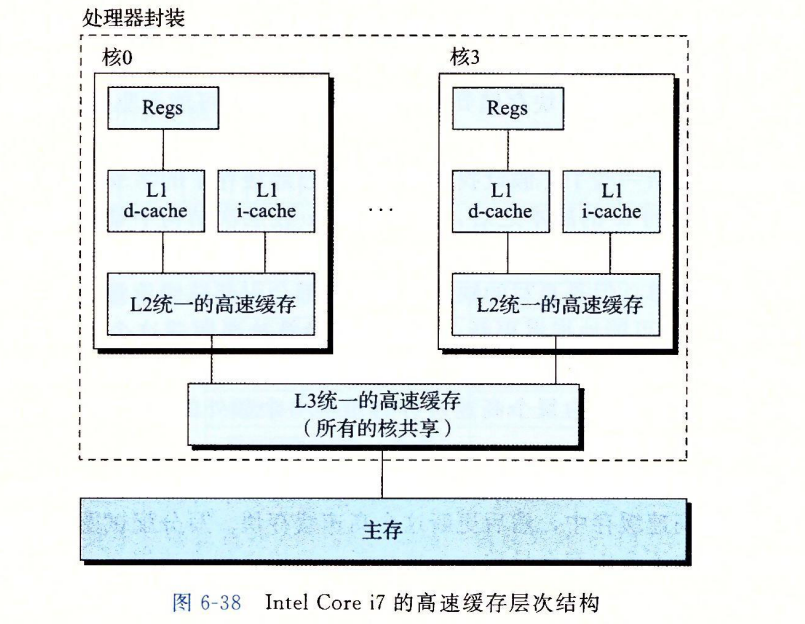 处理器封装
核0
核3
Regs
Regs
L1
d-cache
L1
i-cache
...
L1
d-cache
L1
i-cache
L2统一的高速缓存
L2统一的高速缓存
L3统一的高速缓存
（所有的核共享）
主存
图 6-38 Intel Core i7 的高速缓存层次结构